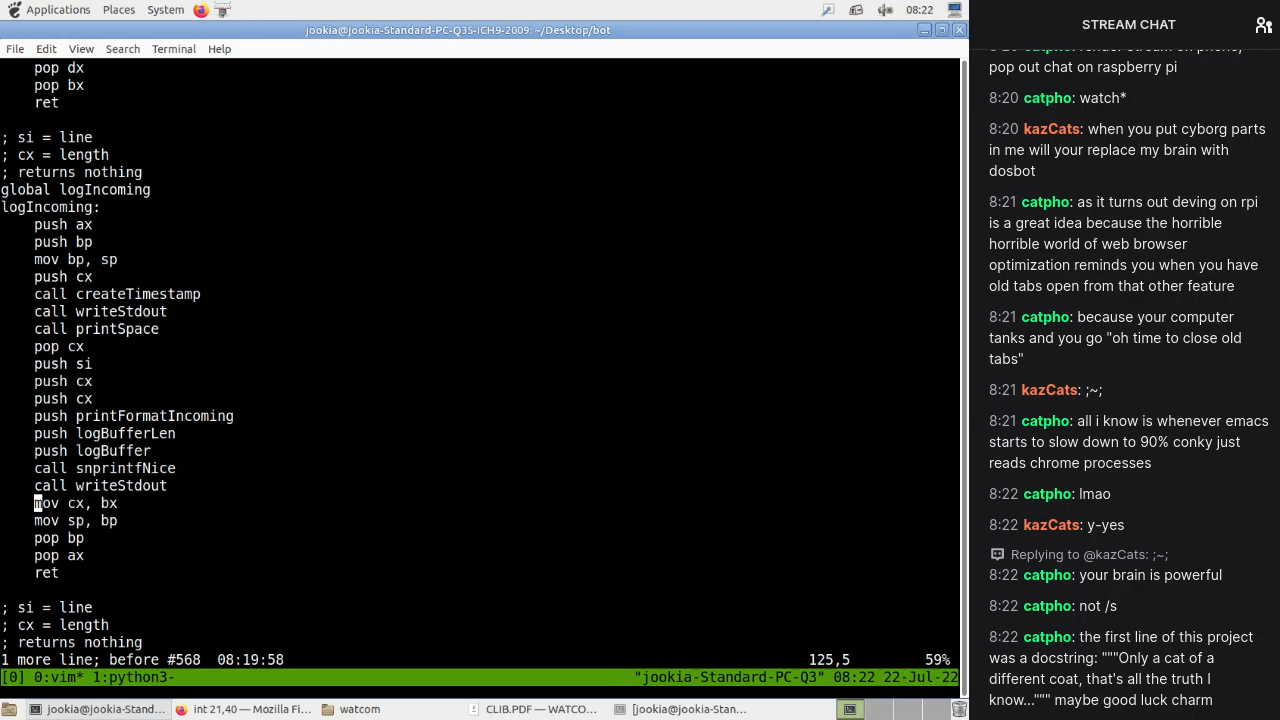 Applications Places System 08:22
jookia@jookia-Standard-PC-Q35-ICH9-2009: ~/Desktop/bot
File Edit View Search Terminal Help
pop dx
pop bx
ret
; si = line
; cx = length
; returns nothing
global logIncoming
logIncoming:
push ax
push bp
mov bp, sp
push cx
call createTimestamp
call writeStdout
call printSpace
pop cx
push si
push cx
push cx
push printFormatIncoming
push logBufferLen
push logBuffer
call snprintfNice
call writeStdout
mov cx, bx
mov sp, bp
pop bp
pop ax
ret
; si = line
; cx = length
; returns nothing
1 more line; before #568 08:19:58 125,5 59%
[0] 0:vim* 1:python3- "jookia-Standard-PC-Q3" 08:22 22-Jul-22
jookia@jookia-Stand... int 21,40 — Mozilla Fi... watcom CLIB.PDF — WATCO... [jookia@jookia-Stan...
STREAM CHAT
pop out chat on raspberry pi
8:20 catpho: watch*
8:20 kazCats: when you put cyborg parts
in me will your replace my brain with
dosbot
8:21 catpho: as it turns out deving on rpi
is a great idea because the horrible
horrible world of web browser
optimization reminds you when you have
old tabs open from that other feature
8:21 catpho: because your computer
tanks and you go "oh time to close old
tabs"
8:21 kazCats: ;~;
8:21 catpho: all i know is whenever emacs
starts to slow down to 90% conky just
reads chrome processes
8:22 catpho: lmao
8:22 kazCats: y-yes
Replying to @kazCats: ;~;
8:22 catpho: your brain is powerful
8:22 catpho: not /s
8:22 catpho: the first line of this project
was a docstring: """Only a cat of a
different coat, that's all the truth I
know...""" maybe good luck charm